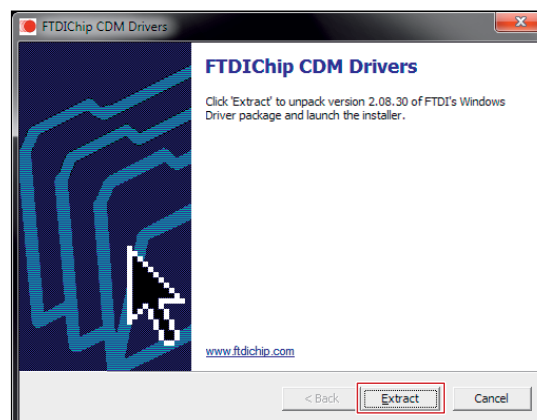 FTDIChip CDM Drivers
FTDIChip CDM Drivers
Click 'Extract' to unpack version 2.08.30 of FTDI's Windows
Driver package and launch the installer.
www.ftdichip.com
< Back
Extract
Cancel